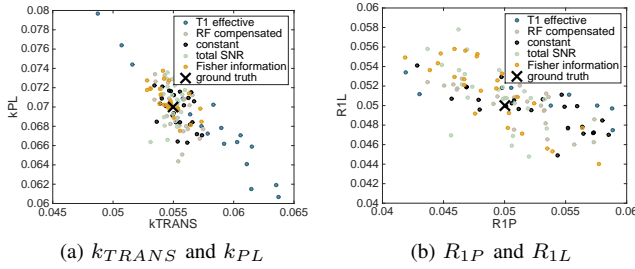 0.08
0.078
0.076
0.074
0.072
0.07
0.068
0.066
0.064
0.062
0.06
kPL
0.045
0.05
0.055
0.06
0.065
kTRANS
T1 effective
RF compensated
constant
total SNR
Fisher information
ground truth
(a) kTRANS and kPL
0.06
0.058
0.056
0.054
0.052
0.05
0.048
0.046
0.044
0.042
0.04
R1L
0.04
0.045
0.05
0.055
0.06
R1P
T1 effective
RF compensated
constant
total SNR
Fisher information
ground truth
(b) R1P and R1L